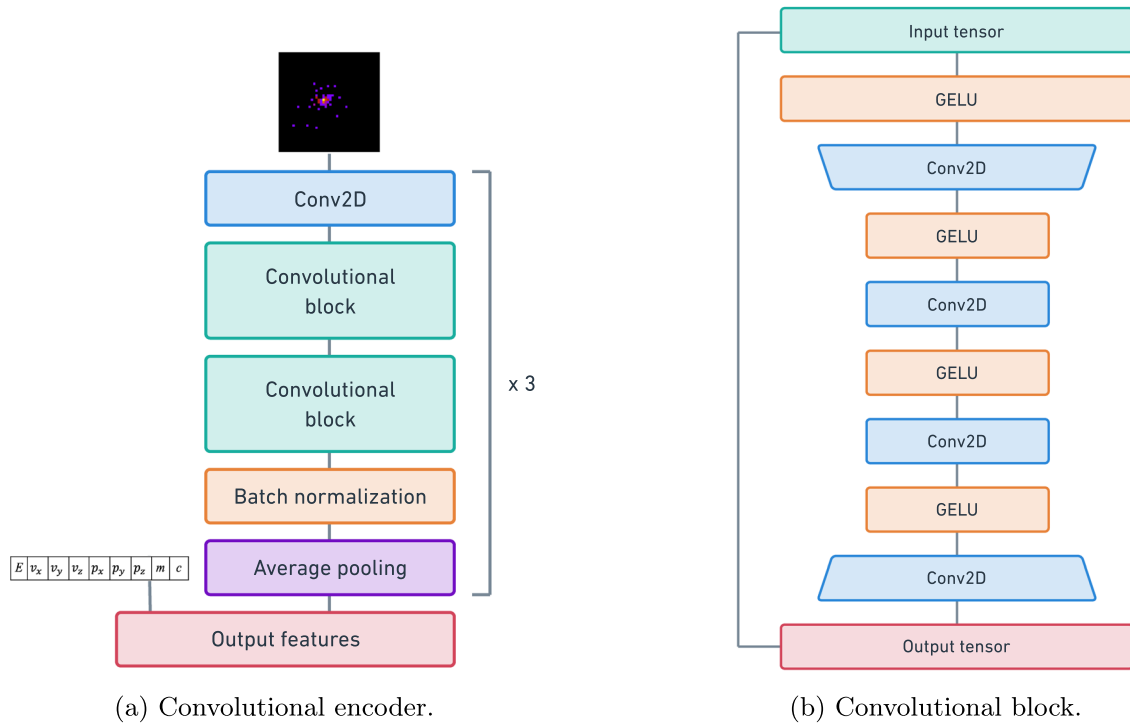 Conv2D
Convolutional
block
Convolutional
block
x 3
Batch normalization
Average pooling
E v_x v_y v_z p_x p_y p_z m c
Output features
(a) Convolutional encoder.
Input tensor
GELU
Conv2D
GELU
Conv2D
GELU
Conv2D
GELU
Conv2D
Output tensor
(b) Convolutional block.